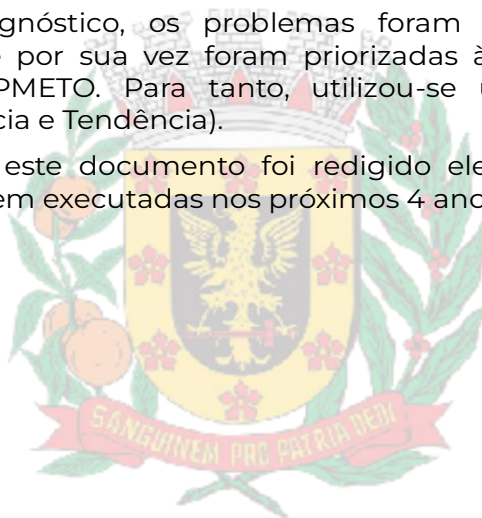 gnóstico, os problemas foram
por sua vez foram priorizadas à
PMETO. Para tanto, utilizou-se
cia e Tendência).
este documento foi redigido ele
em executadas nos próximos 4 ano
SANGUINEM PRO PATRIA DEDI